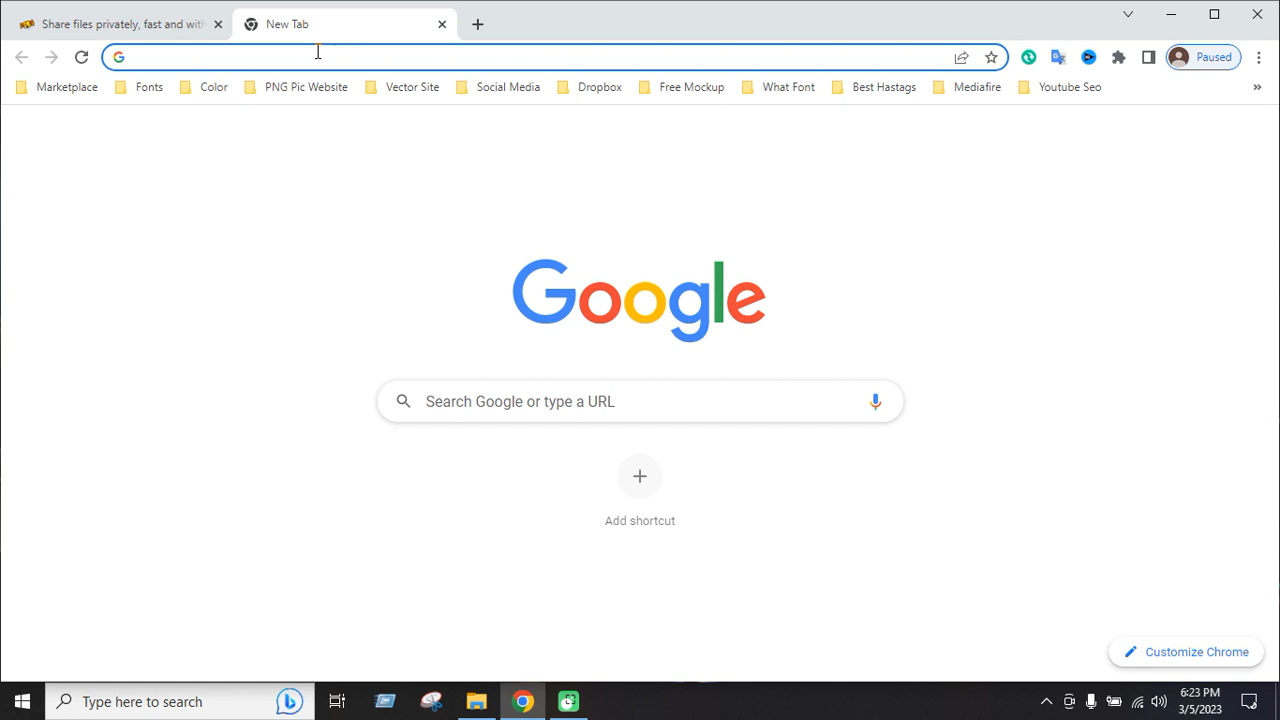 Share files privately, fast and with
New Tab
Paused
Marketplace Fonts Color PNG Pic Website Vector Site Social Media Dropbox Free Mockup What Font Best Hastags Mediafire Youtube Seo »
Google
Search Google or type a URL
Add shortcut
Customize Chrome
Type here to search
6:23 PM
3/5/2023